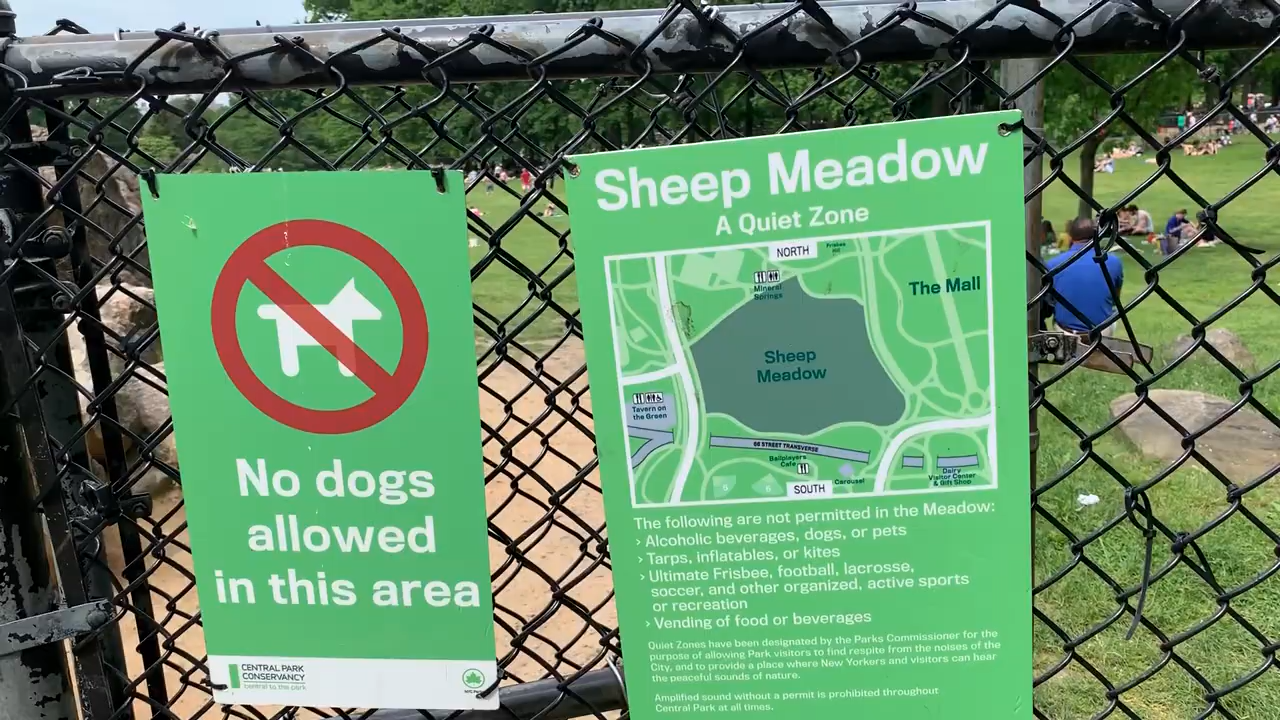 No dogs
allowed
in this area
CENTRAL PARK
CONSERVANCY
central to the park
NYC Parks
Sheep Meadow
A Quiet Zone
NORTH
Frisbee
Hill
Mineral
Springs
The Mall
Sheep
Meadow
Tavern on
the Green
66 STREET TRANSVERSE
Ballplayers
Cafe
Carousel
Dairy
Visitor Center
& Gift Shop
5
6
SOUTH
The following are not permitted in the Meadow:
› Alcoholic beverages, dogs, or pets
› Tarps, inflatables, or kites
› Ultimate Frisbee, football, lacrosse,
soccer, and other organized, active sports
or recreation
› Vending of food or beverages
Quiet Zones have been designated by the Parks Commissioner for the
purpose of allowing Park visitors to find respite from the noises of the
City, and to provide a place where New Yorkers and visitors can hear
the peaceful sounds of nature.
Amplified sound without a permit is prohibited throughout
Central Park at all times.